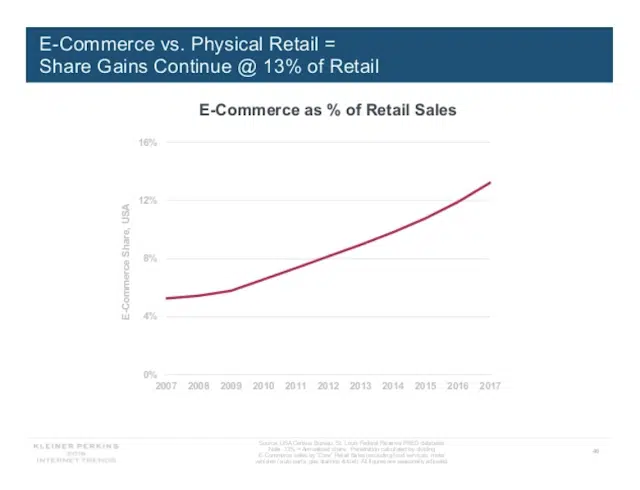 E-Commerce vs. Physical Retail =
Share Gains Continue @ 13% of Retail
E-Commerce as % of Retail Sales
16%
12%
8%
4%
0%
E-Commerce Share, USA
2007 2008 2009 2010 2011 2012 2013 2014 2015 2016 2017
KLEINER PERKINS
2018
INTERNET TRENDS
Source: USA Census Bureau, St. Louis Federal Reserve FRED database
Note: 13% = Annualized share. Penetration calculated by dividing
E-Commerce sales by "Core" Retail Sales (excluding food services, motor
vehicles / auto parts, gas stations & fuel). All figures are seasonally adjusted.